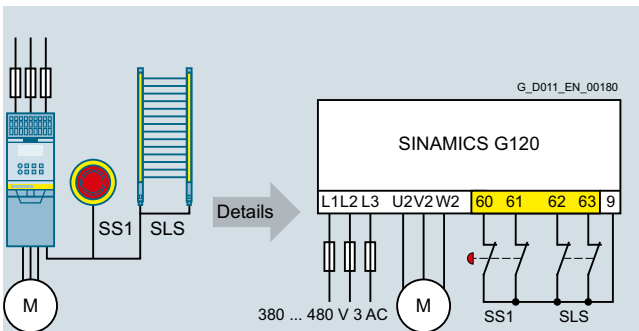 G_D011_EN_00180
SINAMICS G120
L1 L2 L3 U2 V2 W2 60 61 62 63 9
SS1 SLS
Details
M
380 ... 480 V 3 AC
M
SS1 SLS